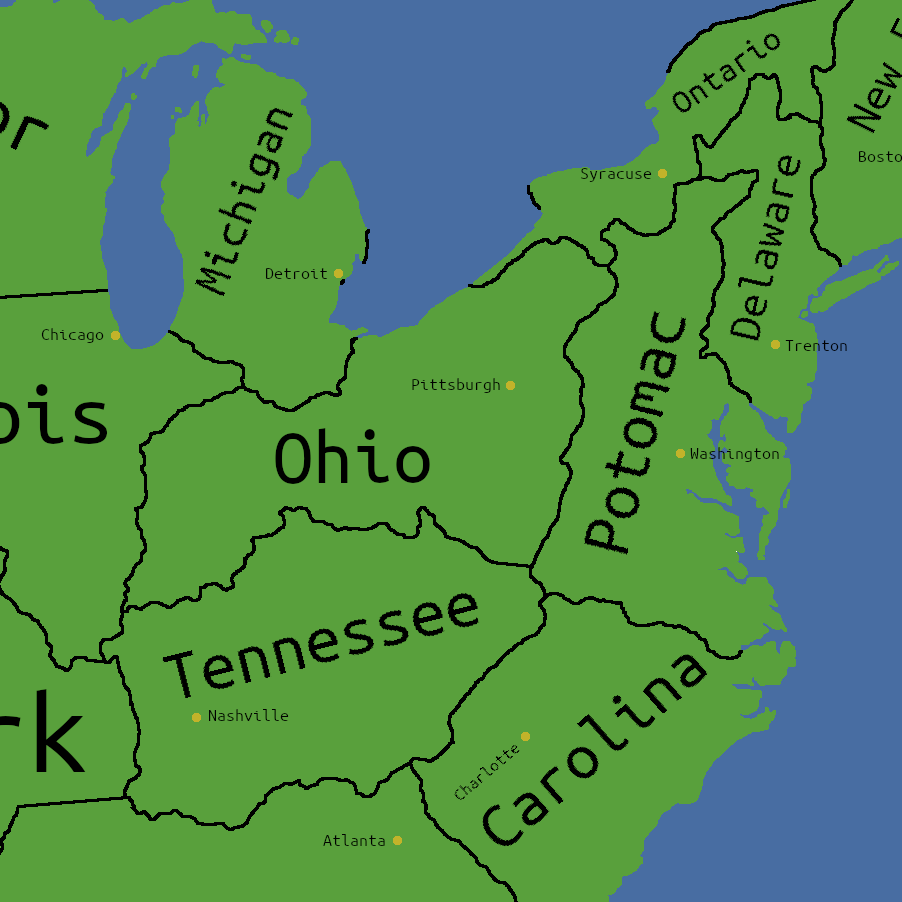 Ontario
New
or
Michigan
Boston
Syracuse
Delaware
Detroit
Chicago
Trenton
Potomac
Pittsburgh
ois
Ohio
Washington
Tennessee
Carolina
rk
Nashville
Charlotte
Atlanta